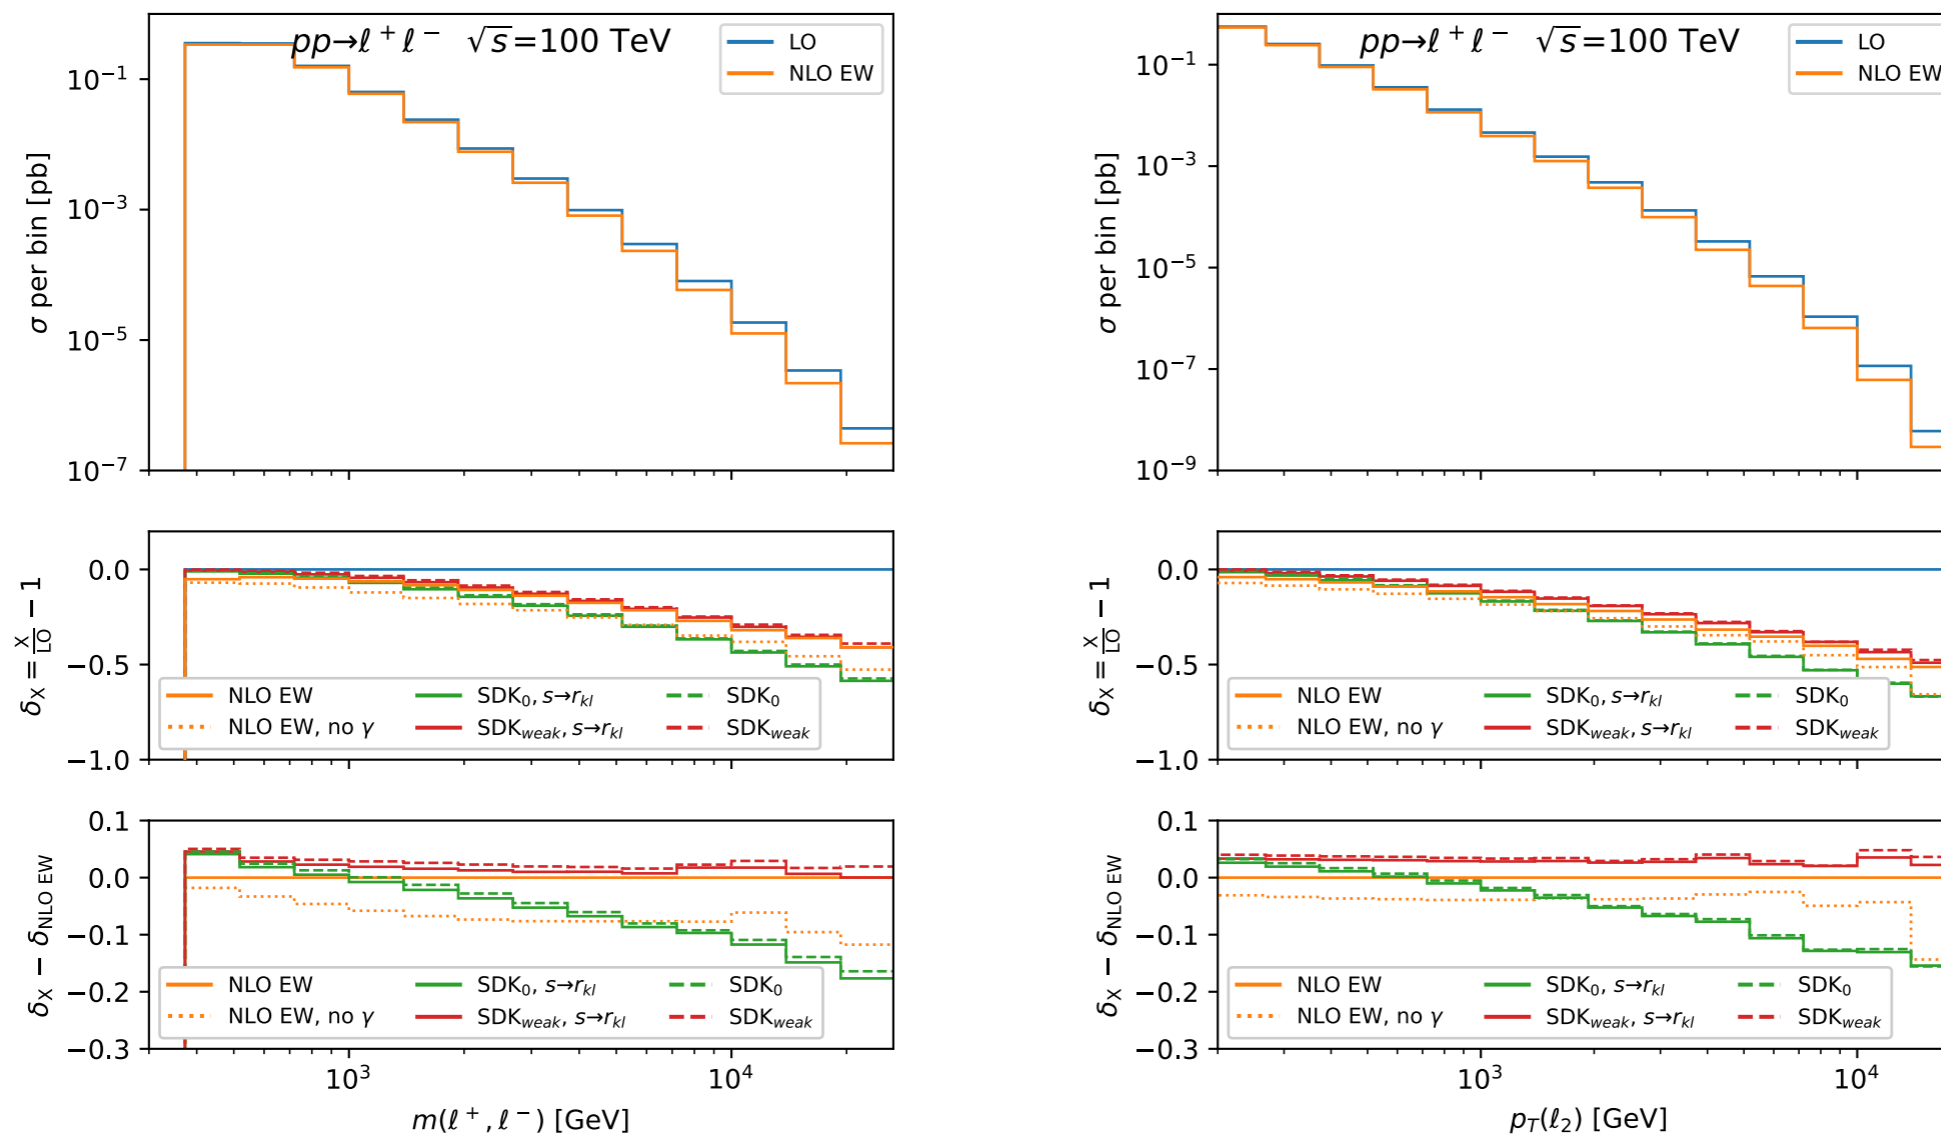 pp→ℓ⁺ℓ⁻ √s=100 TeV
LO
NLO EW
10⁻¹
10⁻³
10⁻⁵
10⁻⁷
σ per bin [pb]
0.0
−0.5
−1.0
δ_X = X/LO − 1
NLO EW
NLO EW, no γ
SDK₀, s→r_kl
SDK_weak, s→r_kl
SDK₀
SDK_weak
0.1
0.0
−0.1
−0.2
−0.3
δ_X − δ_NLO EW
NLO EW
NLO EW, no γ
SDK₀, s→r_kl
SDK_weak, s→r_kl
SDK₀
SDK_weak
10³
10⁴
m(ℓ⁺, ℓ⁻) [GeV]
pp→ℓ⁺ℓ⁻ √s=100 TeV
LO
NLO EW
10⁻¹
10⁻³
10⁻⁵
10⁻⁷
10⁻⁹
σ per bin [pb]
0.0
−0.5
−1.0
δ_X = X/LO − 1
NLO EW
NLO EW, no γ
SDK₀, s→r_kl
SDK_weak, s→r_kl
SDK₀
SDK_weak
0.1
0.0
−0.1
−0.2
−0.3
δ_X − δ_NLO EW
NLO EW
NLO EW, no γ
SDK₀, s→r_kl
SDK_weak, s→r_kl
SDK₀
SDK_weak
10³
10⁴
p_T(ℓ₂) [GeV]